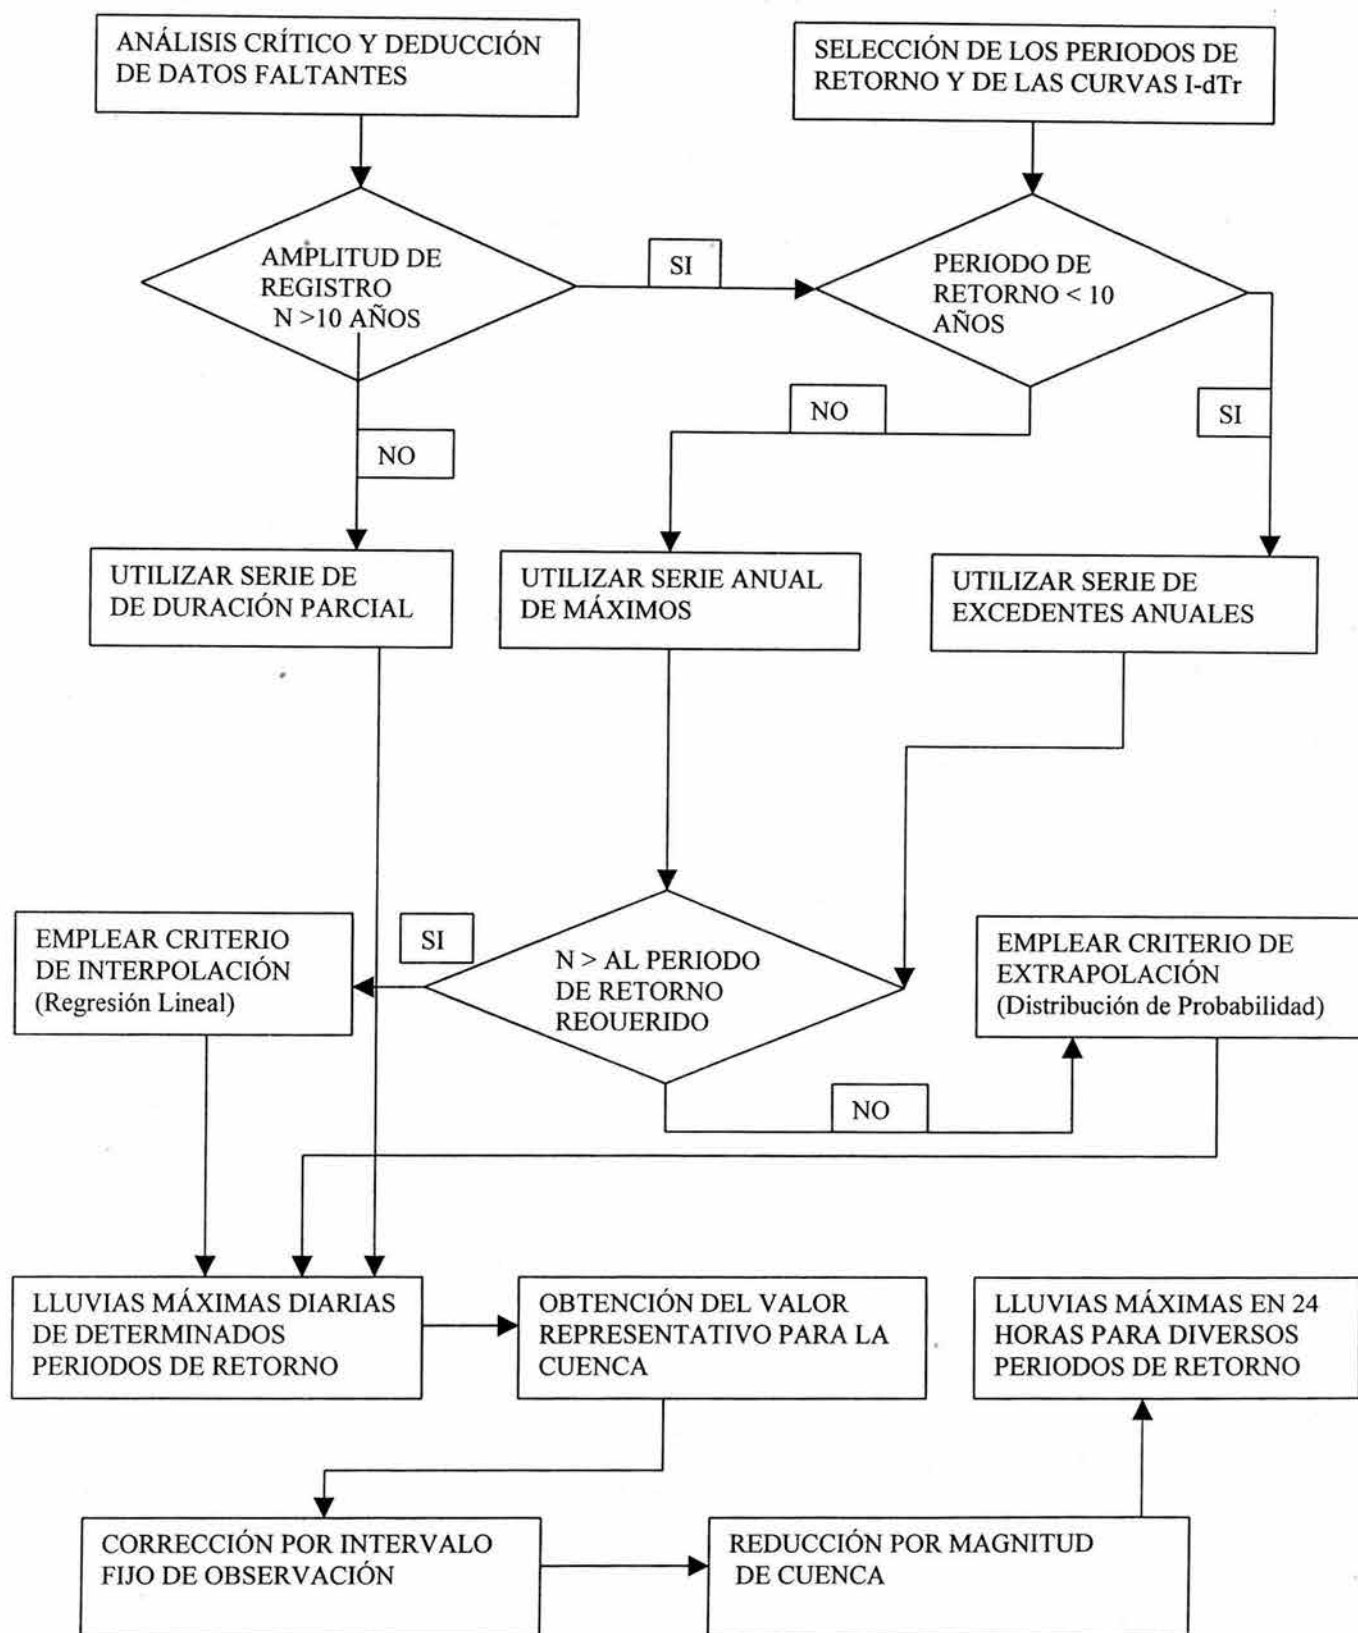 ANÁLISIS CRÍTICO Y DEDUCCIÓN
DE DATOS FALTANTES
SELECCIÓN DE LOS PERIODOS DE
RETORNO Y DE LAS CURVAS I-dTr
AMPLITUD DE
REGISTRO
N >10 AÑOS
SI
PERIODO DE
RETORNO < 10
AÑOS
NO
NO
SI
UTILIZAR SERIE DE
DE DURACIÓN PARCIAL
UTILIZAR SERIE ANUAL
DE MÁXIMOS
UTILIZAR SERIE DE
EXCEDENTES ANUALES
EMPLEAR CRITERIO
DE INTERPOLACIÓN
(Regresión Lineal)
SI
N > AL PERIODO
DE RETORNO
REQUERIDO
EMPLEAR CRITERIO DE
EXTRAPOLACIÓN
(Distribución de Probabilidad)
NO
LLUVIAS MÁXIMAS DIARIAS
DE DETERMINADOS
PERIODOS DE RETORNO
OBTENCIÓN DEL VALOR
REPRESENTATIVO PARA LA
CUENCA
LLUVIAS MÁXIMAS EN 24
HORAS PARA DIVERSOS
PERIODOS DE RETORNO
CORRECCIÓN POR INTERVALO
FIJO DE OBSERVACIÓN
REDUCCIÓN POR MAGNITUD
DE CUENCA